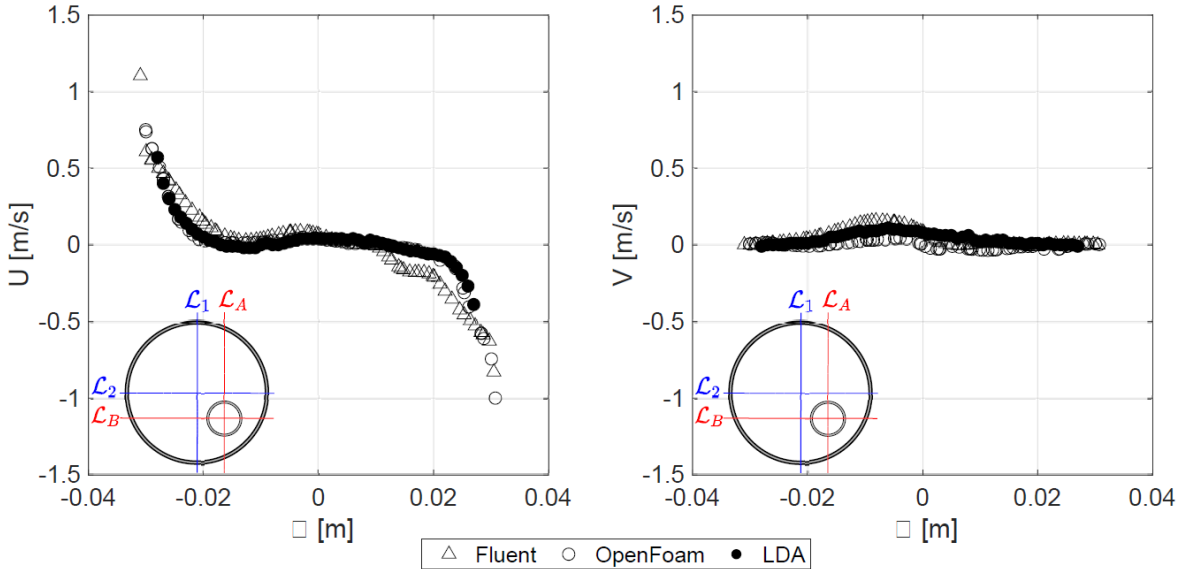 1.5
1
0.5
0
-0.5
-1
-1.5
U [m/s]
ℒ1 ℒA
ℒ2
ℒB
-0.04 -0.02 0 0.02 0.04
□ [m]
1.5
1
0.5
0
-0.5
-1
-1.5
V [m/s]
ℒ1 ℒA
ℒ2
ℒB
-0.04 -0.02 0 0.02 0.04
□ [m]
Fluent OpenFoam LDA